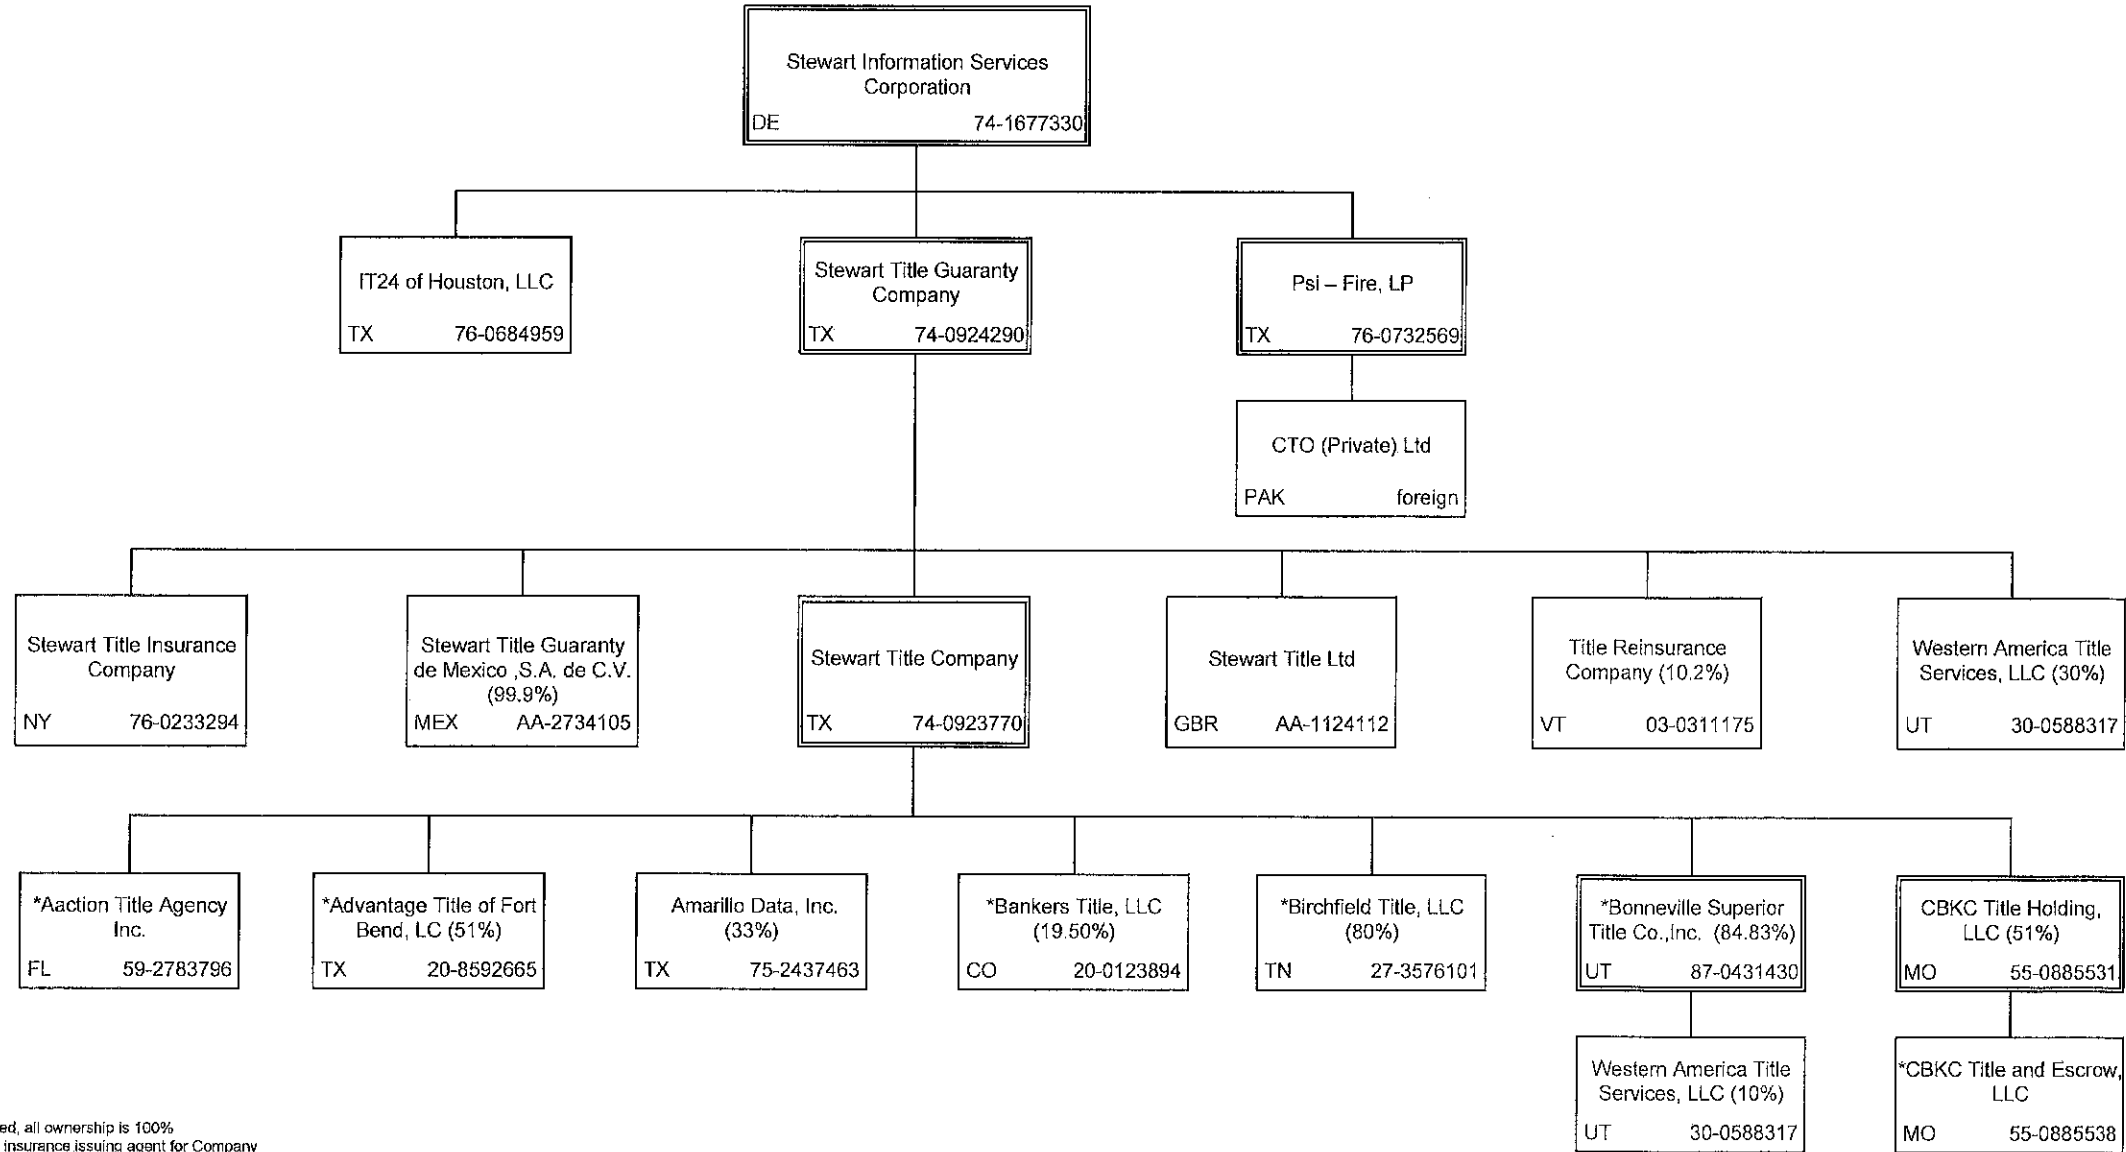 Stewart Information Services
Corporation
DE 74-1677330
IT24 of Houston, LLC
TX 76-0684959
Stewart Title Guaranty
Company
TX 74-0924290
Psi – Fire, LP
TX 76-0732569
CTO (Private) Ltd
PAK foreign
Stewart Title Insurance
Company
NY 76-0233294
Stewart Title Guaranty
de Mexico ,S.A. de C.V.
(99.9%)
MEX AA-2734105
Stewart Title Company
TX 74-0923770
Stewart Title Ltd
GBR AA-1124112
Title Reinsurance
Company (10.2%)
VT 03-0311175
Western America Title
Services, LLC (30%)
UT 30-0588317
*Aaction Title Agency
Inc.
FL 59-2783796
*Advantage Title of Fort
Bend, LC (51%)
TX 20-8592665
Amarillo Data, Inc.
(33%)
TX 75-2437463
*Bankers Title, LLC
(19.50%)
CO 20-0123894
*Birchfield Title, LLC
(80%)
TN 27-3576101
*Bonneville Superior
Title Co.,Inc. (84.83%)
UT 87-0431430
CBKC Title Holding,
LLC (51%)
MO 55-0885531
Western America Title
Services, LLC (10%)
UT 30-0588317
*CBKC Title and Escrow,
LLC
MO 55-0885538
ed, all ownership is 100%
insurance issuing agent for Company